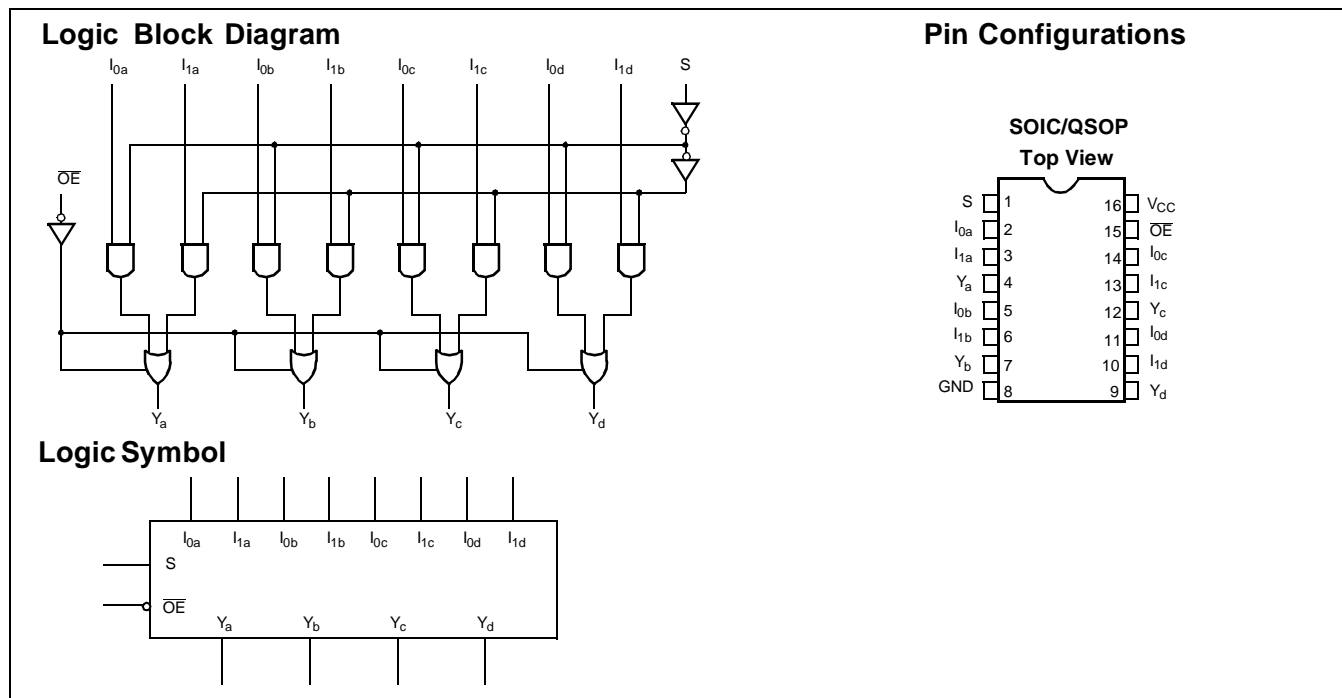 Logic Block Diagram
I0a I1a I0b I1b I0c I1c I0d I1d S
O̅E̅
Ya Yb Yc Yd
Logic Symbol
I0a I1a I0b I1b I0c I1c I0d I1d
S
O̅E̅
Ya Yb Yc Yd
Pin Configurations
SOIC/QSOP
Top View
S 1 16 VCC
I0a 2 15 O̅E̅
I1a 3 14 I0c
Ya 4 13 I1c
I0b 5 12 Yc
I1b 6 11 I0d
Yb 7 10 I1d
GND 8 9 Yd